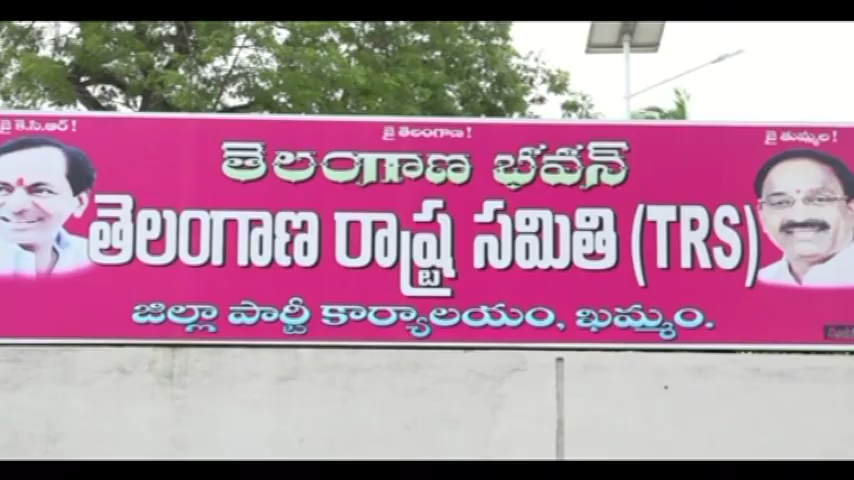 జై కె.సి.ఆర్!
జై తెలంగాణ!
జై తుమ్మల!
తెలంగాణ భవన్
తెలంగాణ రాష్ట్ర సమితి (TRS)
జిల్లా పార్టీ కార్యాలయం, ఖమ్మం.